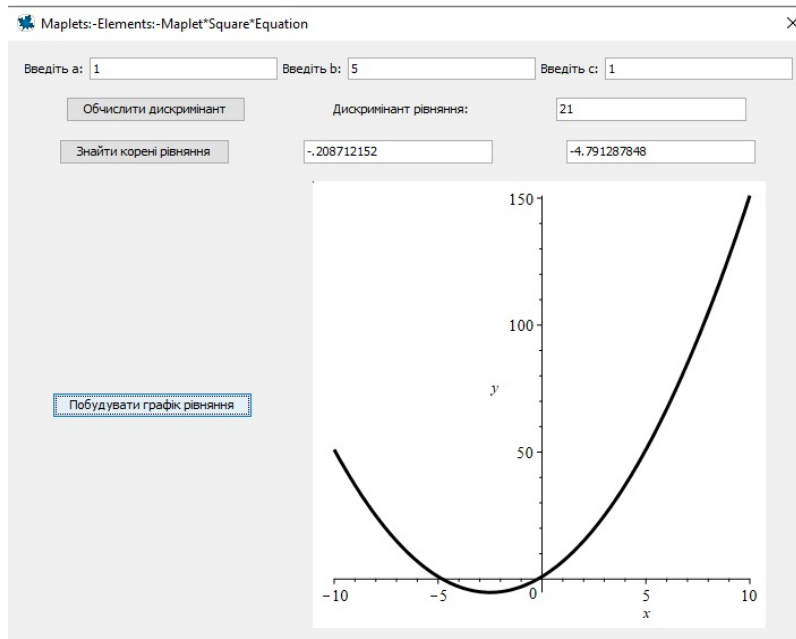 Maplets:-Elements:-Maplet*Square*Equation
Введіть a: 1 Введіть b: 5 Введіть c: 1
Обчислити дискримінант Дискримінант рівняння: 21
Знайти корені рівняння -.208712152 -4.791287848
150
100
y
Побудувати графік рівняння
50
−10 −5 0 5 10
x